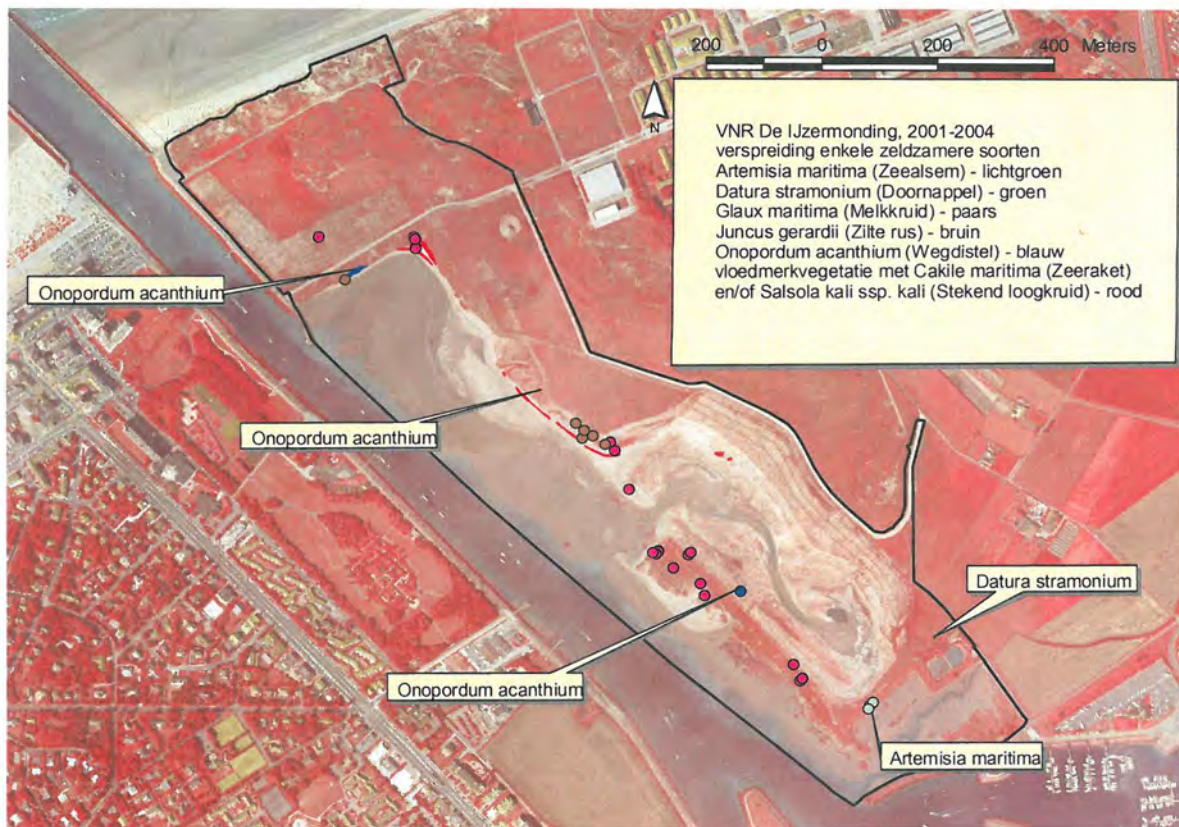 200 0 200 400 Meters
N
VNR De IJzermonding, 2001-2004
verspreiding enkele zeldzamere soorten
Artemisia maritima (Zeealsem) - lichtgroen
Datura stramonium (Doornappel) - groen
Glaux maritima (Melkkruid) - paars
Juncus gerardii (Zilte rus) - bruin
Onopordum acanthium (Wegdistel) - blauw
vloedmerkvegetatie met Cakile maritima (Zeeraket)
en/of Salsola kali ssp. kali (Stekend loogkruid) - rood
Onopordum acanthium
Onopordum acanthium
Datura stramonium
Onopordum acanthium
Artemisia maritima